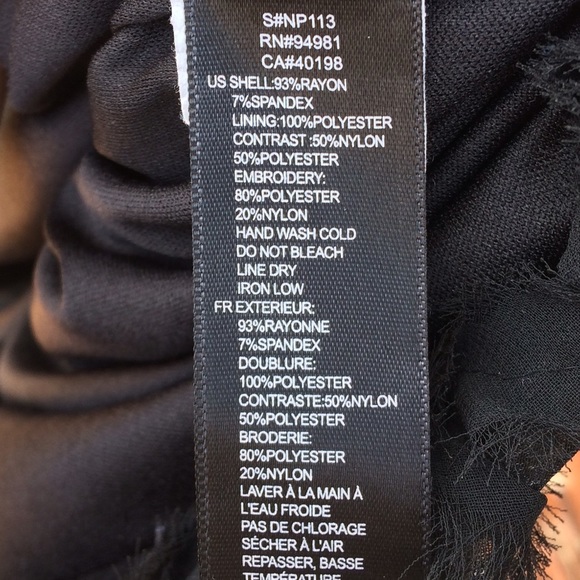 S#NP113
RN#94981
CA#40198
US SHELL:93%RAYON
7%SPANDEX
LINING:100%POLYESTER
CONTRAST :50%NYLON
50%POLYESTER
EMBROIDERY:
80%POLYESTER
20%NYLON
HAND WASH COLD
DO NOT BLEACH
LINE DRY
IRON LOW
FR EXTERIEUR:
93%RAYONNE
7%SPANDEX
DOUBLURE:
100%POLYESTER
CONTRASTE:50%NYLON
50%POLYESTER
BRODERIE:
80%POLYESTER
20%NYLON
LAVER À LA MAIN À
L'EAU FROIDE
PAS DE CHLORAGE
SÉCHER À L'AIR
REPASSER, BASSE
TEMPÉRATURE